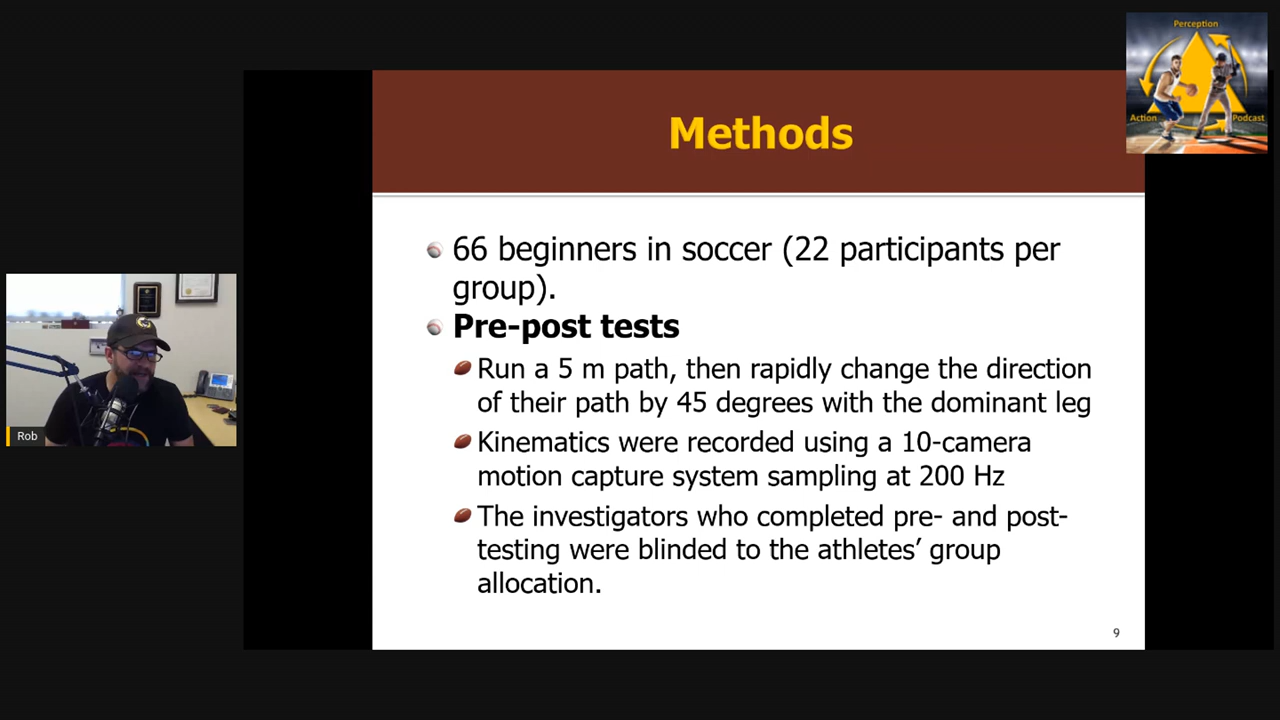 Perception
Action
Podcast
Methods
66 beginners in soccer (22 participants per
group).
Pre-post tests
Run a 5 m path, then rapidly change the direction
of their path by 45 degrees with the dominant leg
Kinematics were recorded using a 10-camera
motion capture system sampling at 200 Hz
The investigators who completed pre- and post-
testing were blinded to the athletes’ group
allocation.
9
Rob